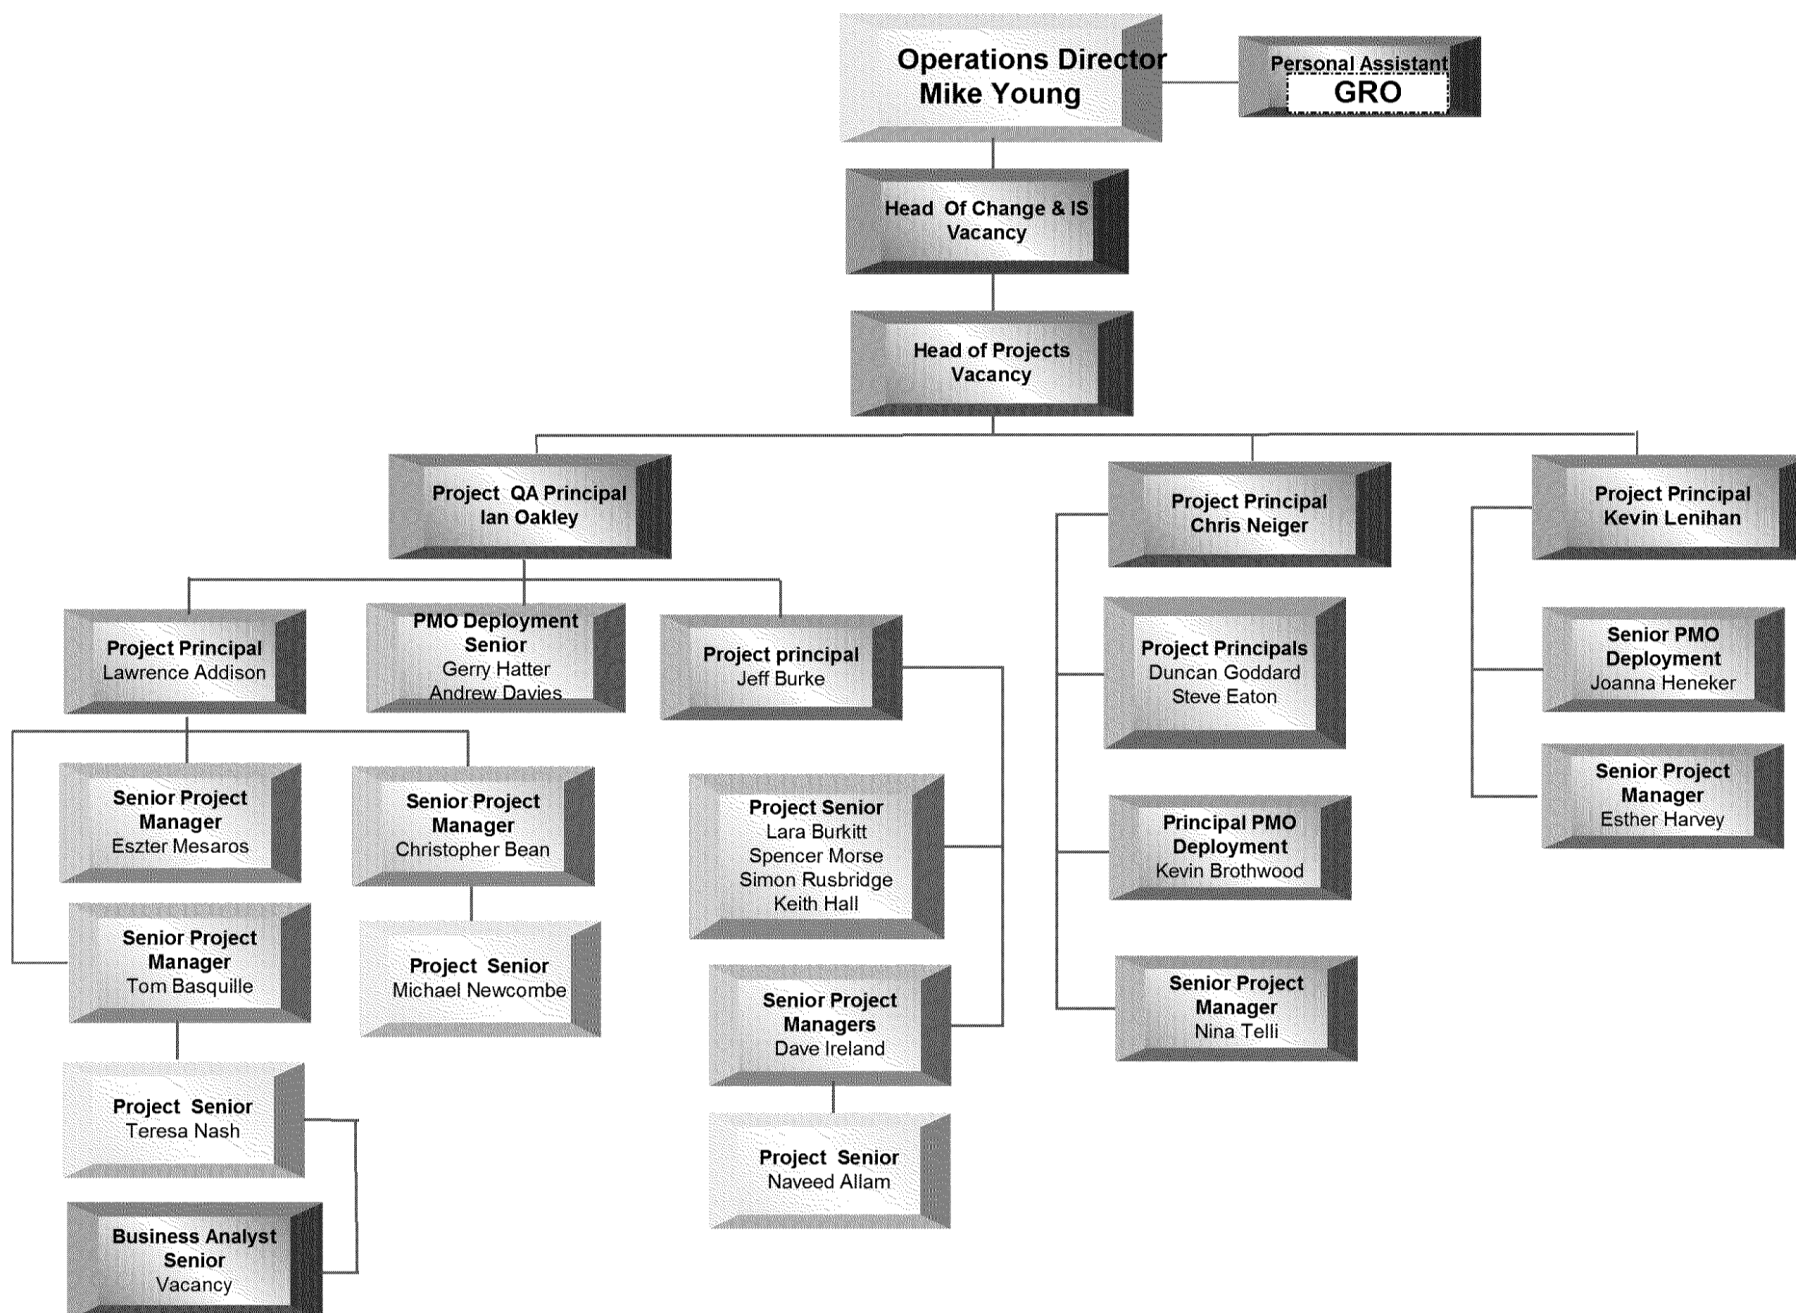 Operations Director
Mike Young
Personal Assistant
GRO
Head Of Change & IS
Vacancy
Head of Projects
Vacancy
Project QA Principal
Ian Oakley
Project Principal
Chris Neiger
Project Principal
Kevin Lenihan
Project Principal
Lawrence Addison
PMO Deployment
Senior
Gerry Hatter
Andrew Davies
Project principal
Jeff Burke
Project Principals
Duncan Goddard
Steve Eaton
Senior PMO
Deployment
Joanna Heneker
Senior Project
Manager
Eszter Mesaros
Senior Project
Manager
Christopher Bean
Project Senior
Lara Burkitt
Spencer Morse
Simon Rusbridge
Keith Hall
Principal PMO
Deployment
Kevin Brothwood
Senior Project
Manager
Esther Harvey
Senior Project
Manager
Tom Basquille
Project Senior
Michael Newcombe
Senior Project
Managers
Dave Ireland
Senior Project
Manager
Nina Telli
Project Senior
Teresa Nash
Project Senior
Naveed Allam
Business Analyst
Senior
Vacancy